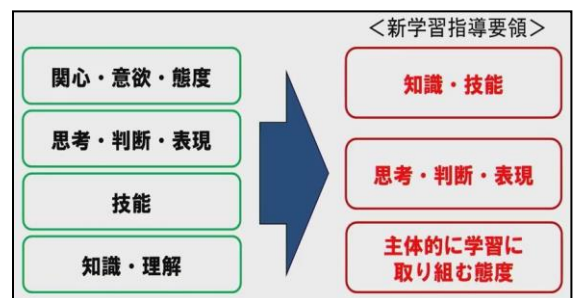 ＜新学習指導要領＞
関心・意欲・態度
思考・判断・表現
技能
知識・理解
知識・技能
思考・判断・表現
主体的に学習に
取り組む態度